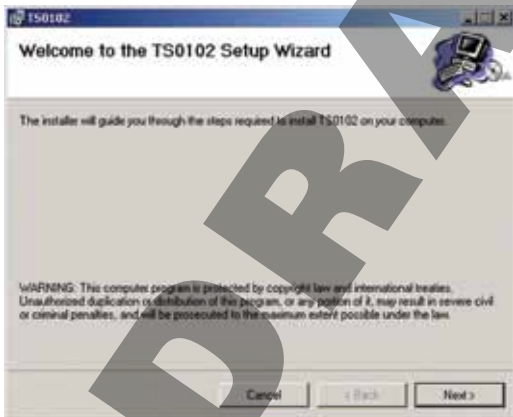 TS0102
Welcome to the TS0102 Setup Wizard
The installer will guide you through the steps required to install TS0102 on your computer.
WARNING: This computer program is protected by copyright law and international treaties.
Unauthorized duplication or distribution of this program, or any portion of it, may result in severe civil
or criminal penalties, and will be prosecuted to the maximum extent possible under the law.
Cancel
< Back
Next >
DRA